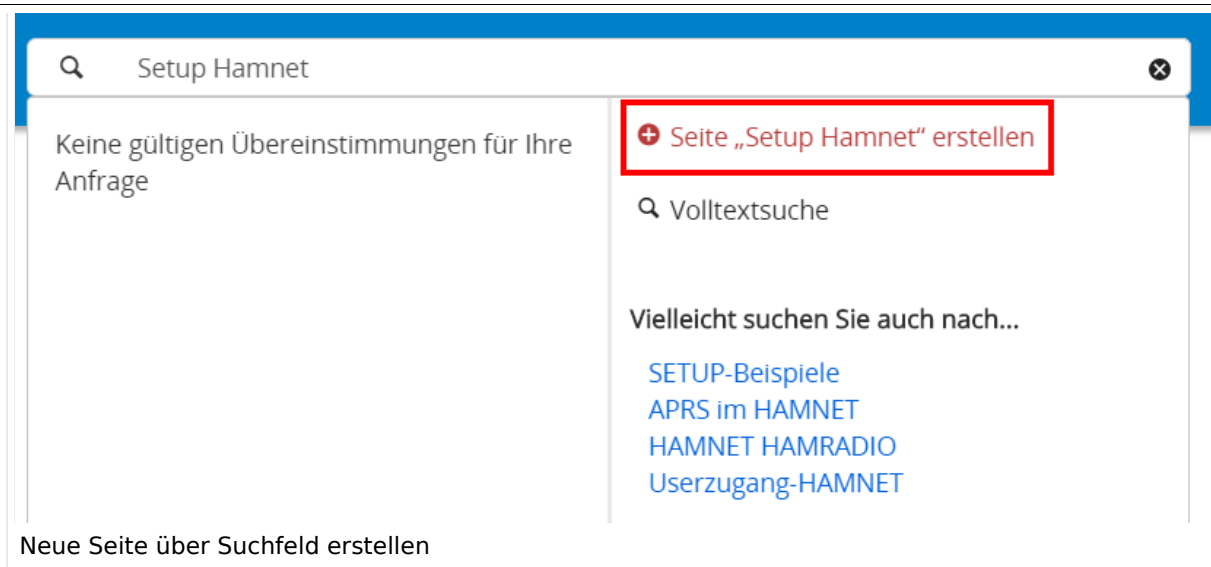 Setup Hamnet
Keine gültigen Übereinstimmungen für Ihre
Anfrage
Seite „Setup Hamnet“ erstellen
Volltextsuche
Vielleicht suchen Sie auch nach...
SETUP-Beispiele
APRS im HAMNET
HAMNET HAMRADIO
Userzugang-HAMNET
Neue Seite über Suchfeld erstellen